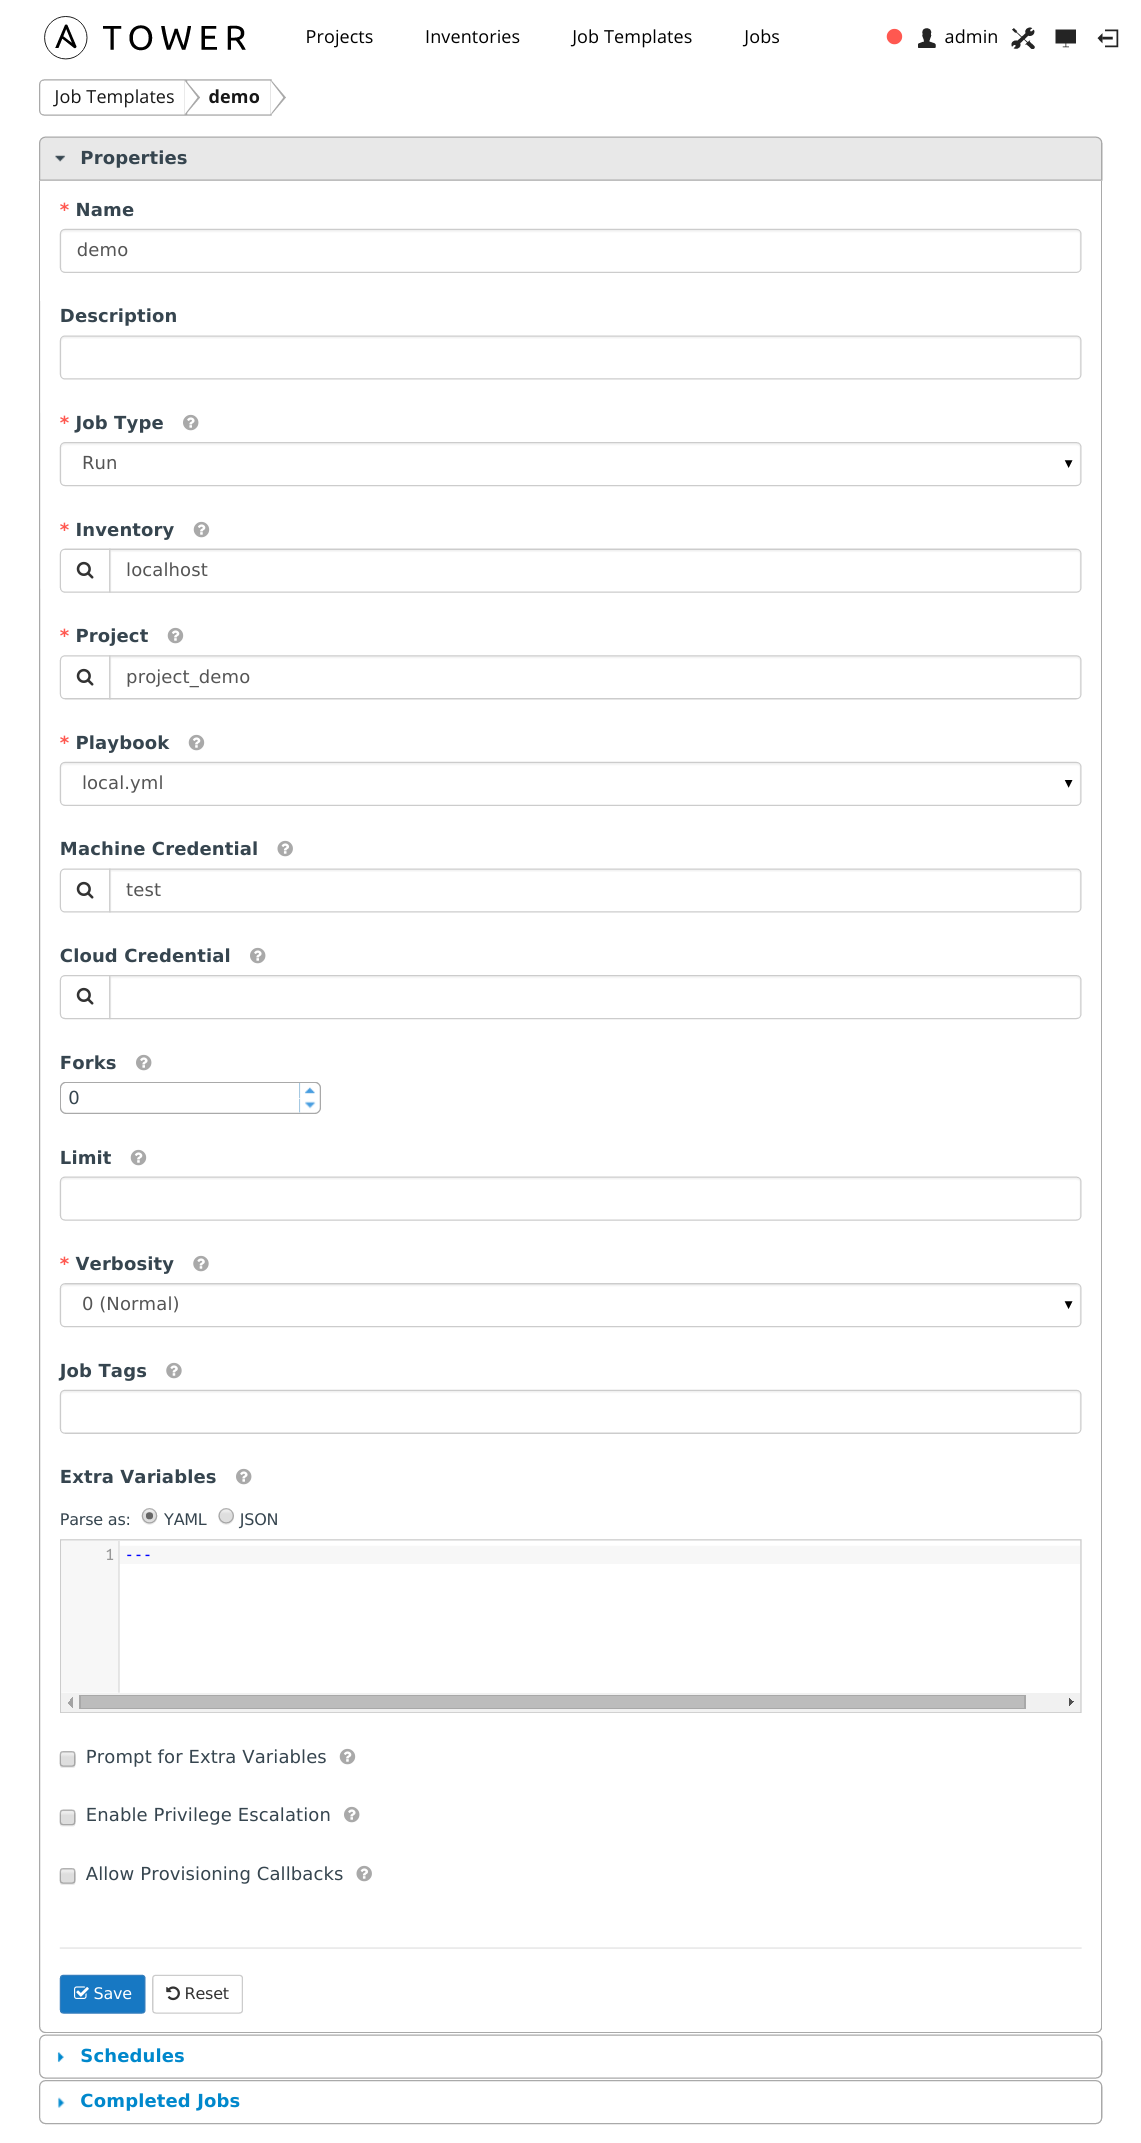 TOWER Projects Inventories Job Templates Jobs admin
Job Templates demo
Properties
* Name
demo
Description
* Job Type
Run
* Inventory
localhost
* Project
project_demo
* Playbook
local.yml
Machine Credential
test
Cloud Credential
Forks
0
Limit
* Verbosity
0 (Normal)
Job Tags
Extra Variables
Parse as: YAML JSON
1 ---
Prompt for Extra Variables
Enable Privilege Escalation
Allow Provisioning Callbacks
Save Reset
Schedules
Completed Jobs